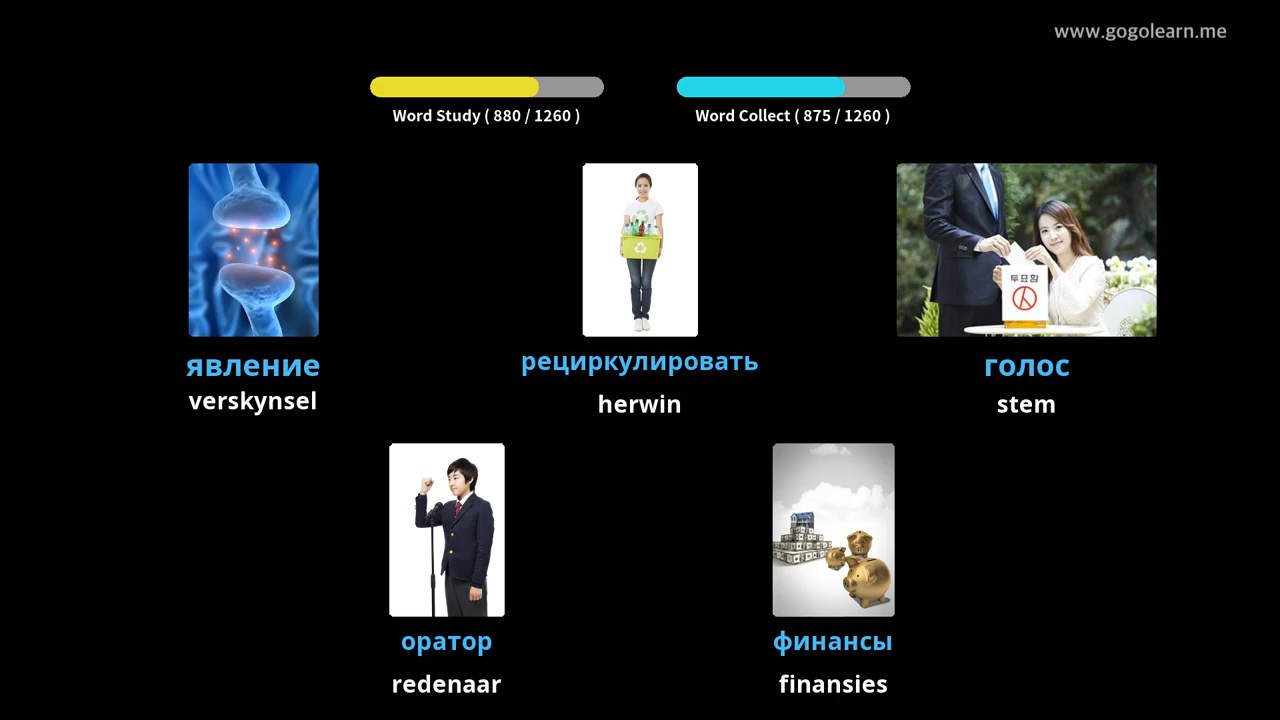 www.gogolearn.me
Word Study ( 880 / 1260 )
Word Collect ( 875 / 1260 )
투표함
явление
verskynsel
рециркулировать
herwin
голос
stem
оратор
redenaar
финансы
finansies